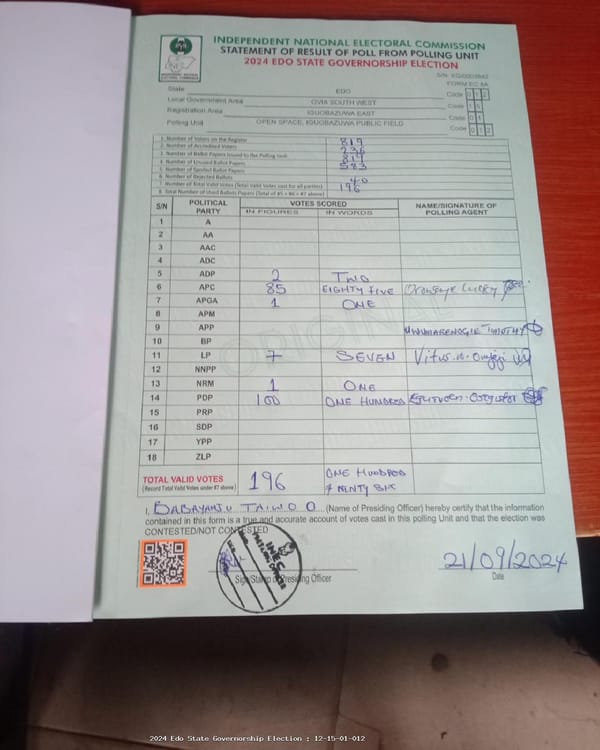 INDEPENDENT NATIONAL ELECTORAL COMMISSION
STATEMENT OF RESULT OF POLL FROM POLLING UNIT
2024 EDO STATE GOVERNORSHIP ELECTION
FORM EC 8A
State EDO Code 1 2
Local Government Area OVIA SOUTH WEST Code 1 5
Registration Area IGUOBAZUWA EAST Code 0 1
Polling Unit OPEN SPACE, IGUOBAZUWA PUBLIC FIELD Code 0 1 2
1. Number of Voters on the Register 819
2. Number of Accredited Voters 236
3. Number of Ballot Papers Issued to the Polling Unit 819
4. Number of Unused Ballot Papers 583
5. Number of Spoiled Ballot Papers
6. Number of Rejected Ballots 40
7. Number of Total Valid Votes (Total Valid Votes cast for all parties) 196
8. Total Number of Used Ballot Papers (Total of #5 + #6 + #7 above)
S/N POLITICAL PARTY VOTES SCORED NAME/SIGNATURE OF POLLING AGENT
IN FIGURES IN WORDS
1 A
2 AA
3 AAC
4 ADC
5 ADP 2 TWO
6 APC 85 EIGHTY FIVE Lucky
7 APGA 1 ONE
8 APM
9 APP TIMOTHY
10 BP
11 LP 7 SEVEN
12 NNPP
13 NRM 1 ONE
14 PDP 100 ONE HUNDRED
15 PRP
16 SDP
17 YPP
18 ZLP
ORIGINAL
TOTAL VALID VOTES 196 ONE HUNDRED
(Record Total Valid Votes under #7 above)
I, TAIWO O (Name of Presiding Officer) hereby certify that the information
contained in this form is a true and accurate account of votes cast in this polling Unit and that the election was
CONTESTED/NOT CONTESTED
INEC
Sign/Stamp of Presiding Officer
21/09/2024
Date
2024 Edo State Governorship Election : 12-15-01-012